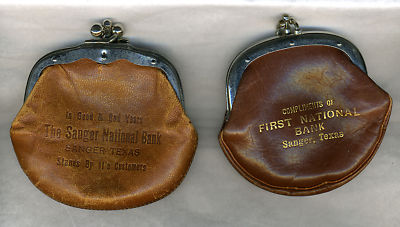 In Good & Bad Years
The Sanger National Bank
SANGER-TEXAS
Stands By It's Customers
COMPLIMENTS OF
FIRST NATIONAL
BANK
Sanger, Texas